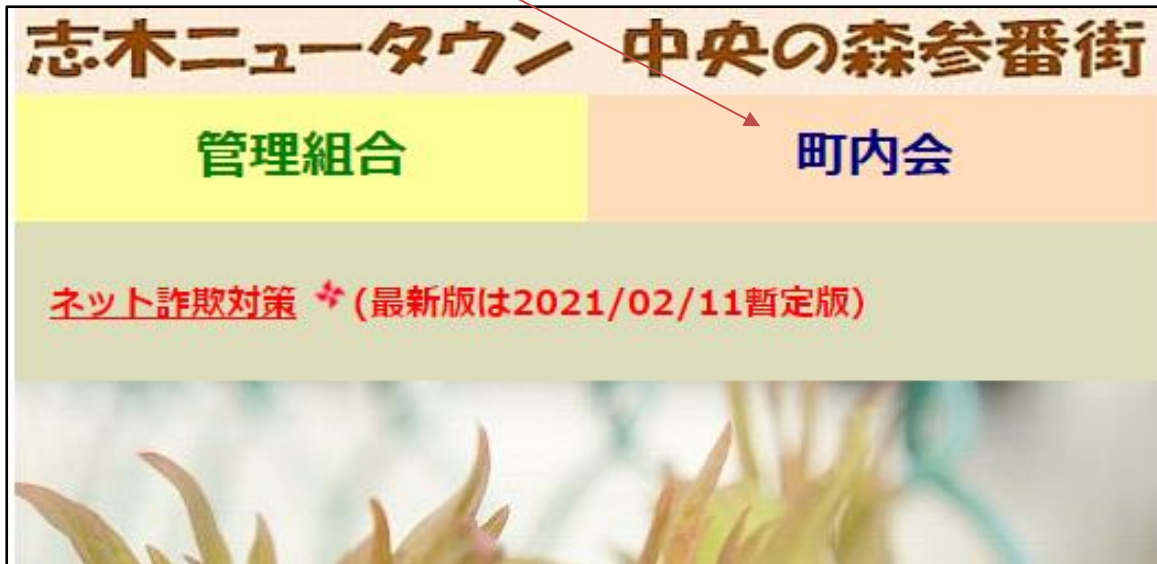 志木ニュータウン 中央の森参番街
管理組合 町内会
ネット詐欺対策 (最新版は2021/02/11暫定版)